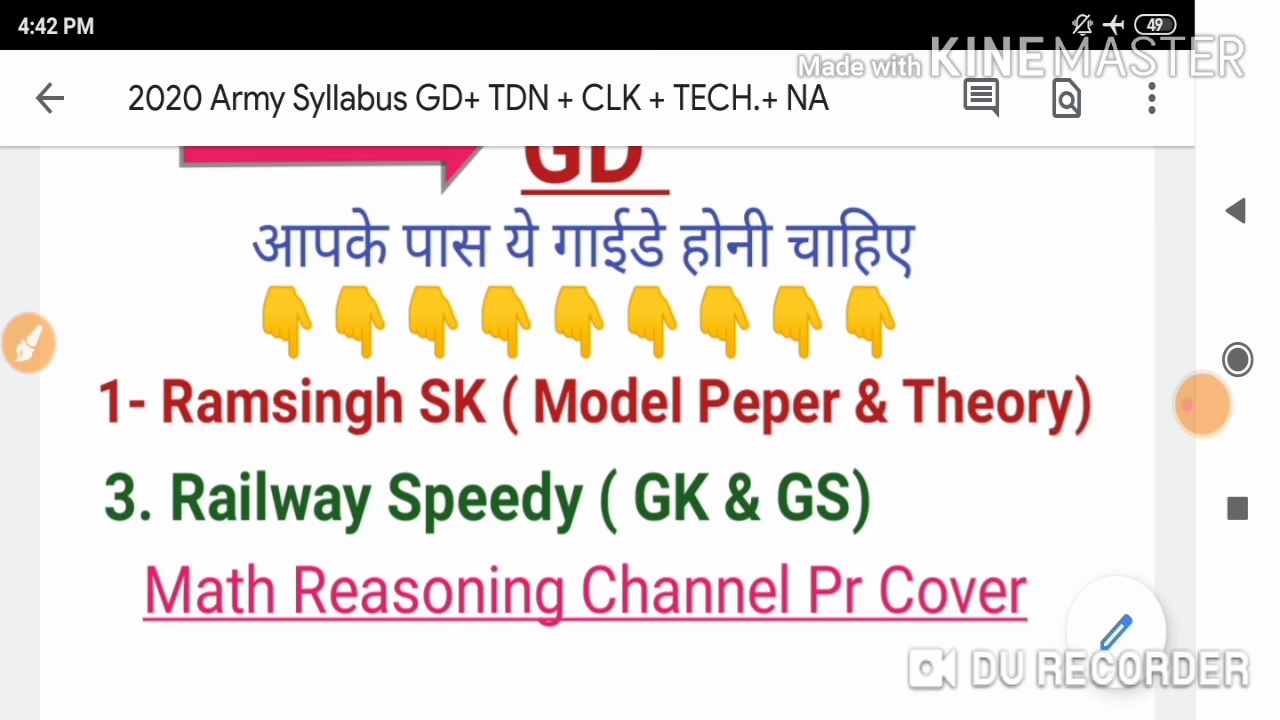 4:42 PM
49
Made with KINEMASTER
2020 Army Syllabus GD+ TDN + CLK + TECH.+ NA
GD
आपके पास ये गाईडे होनी चाहिए
👇👇👇👇👇👇👇👇👇
1- Ramsingh SK ( Model Peper & Theory)
3. Railway Speedy ( GK & GS)
Math Reasoning Channel Pr Cover
DU RECORDER